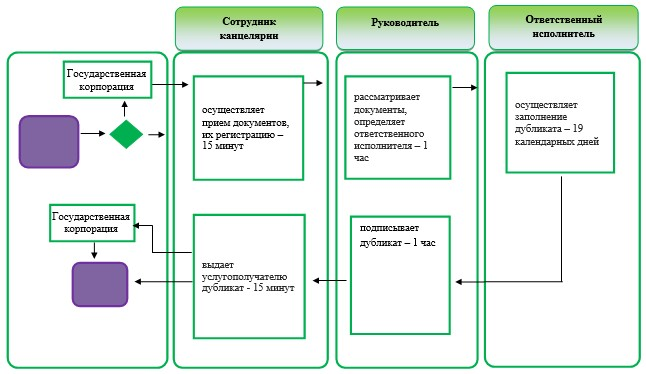 Сотрудник
канцелярии
Руководитель
Ответственный
исполнитель
Государственная
корпорация
осуществляет
прием документов,
их регистрацию –
15 минут
рассматривает
документы,
определяет
ответственного
исполнителя – 1
час
осуществляет
заполнение
дубликата – 19
календарных дней
Государственная
корпорация
выдает
услугополучателю
дубликат - 15 минут
подписывает
дубликат – 1 час